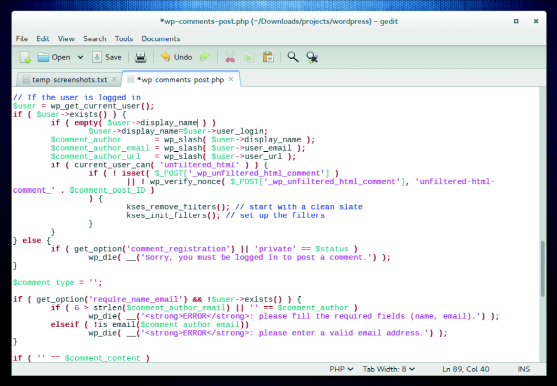 *wp-comments-post.php (~/Downloads/projects/wordpress) - gedit
File Edit View Search Tools Documents
Open Save Undo
temp-screenshots.txt × *wp-comments-post.php ×
// If the user is logged in
$user = wp_get_current_user();
if ( $user->exists() ) {
        if ( empty( $user->display_name ) )
                $user->display_name=$user->user_login;
        $comment_author       = wp_slash( $user->display_name );
        $comment_author_email = wp_slash( $user->user_email );
        $comment_author_url   = wp_slash( $user->user_url );
        if ( current_user_can( 'unfiltered_html' ) ) {
                if ( ! isset( $_POST['_wp_unfiltered_html_comment'] )
                        || ! wp_verify_nonce( $_POST['_wp_unfiltered_html_comment'], 'unfiltered-html-
comment_' . $comment_post_ID )
                ) {
                        kses_remove_filters(); // start with a clean slate
                        kses_init_filters(); // set up the filters
                }
        }
} else {
        if ( get_option('comment_registration') || 'private' == $status )
                wp_die( __('Sorry, you must be logged in to post a comment.') );
}
$comment_type = '';
if ( get_option('require_name_email') && !$user->exists() ) {
        if ( 6 > strlen($comment_author_email) || '' == $comment_author )
                wp_die( __('<strong>ERROR</strong>: please fill the required fields (name, email).') );
        elseif ( !is_email($comment_author_email))
                wp_die( __('<strong>ERROR</strong>: please enter a valid email address.') );
}
if ( '' == $comment_content )
PHP Tab Width: 8 Ln 89, Col 40 INS